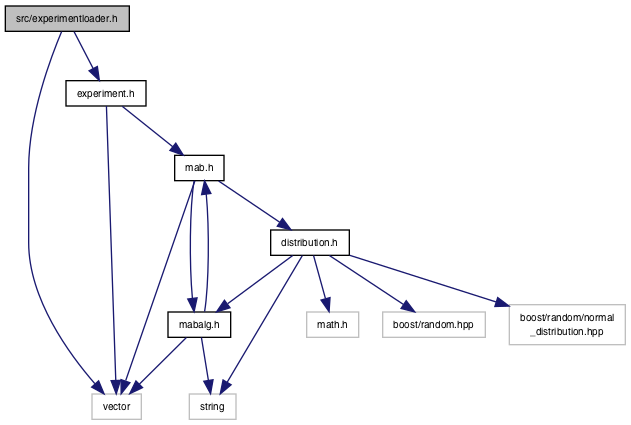 src/experimentloader.h
experiment.h
mab.h
distribution.h
mabalg.h
math.h
boost/random.hpp
boost/random/normal
_distribution.hpp
vector
string